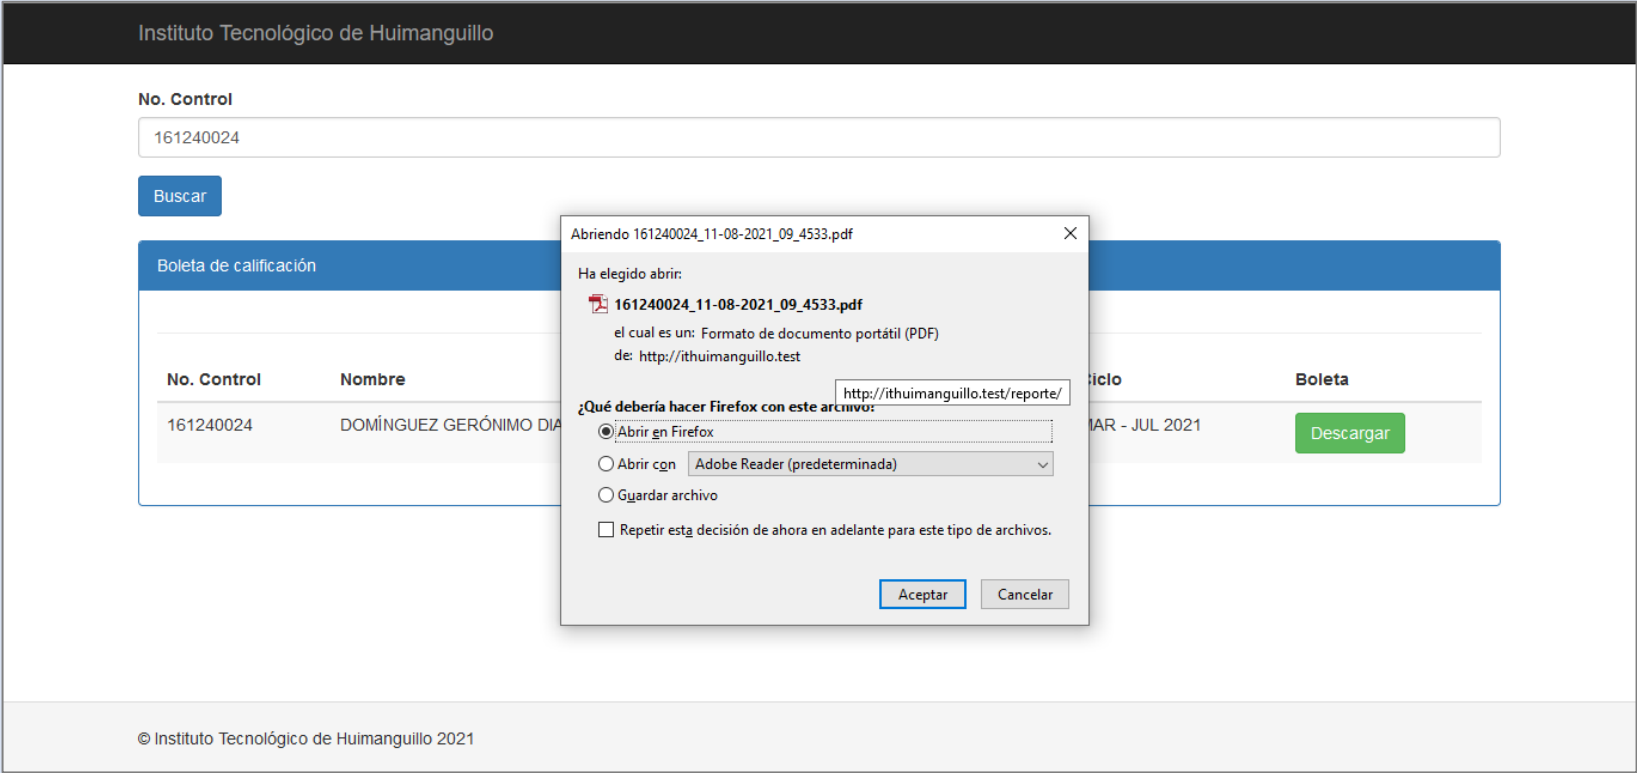 Instituto Tecnológico de Huimanguillo
No. Control
161240024
Buscar
Boleta de calificación
No. Control
Nombre
Boleta
161240024
DOMÍNGUEZ GERÓNIMO
JUL 2021
Descargar
Abriendo 161240024_11-08-2021_09_4533.pdf
Ha elegido abrir:
161240024_11-08-2021_09_4533.pdf
el cual es un: Formato de documento portátil (PDF)
de: http://ithuimanguillo.test
http://ithuimanguillo.test/reporte/
¿Qué debería hacer Firefox con este archivo?
Abrir en Firefox
Abrir con Adobe Reader (predeterminada)
Guardar archivo
Repetir esta decisión de ahora en adelante para este tipo de archivos.
Aceptar Cancelar
© Instituto Tecnológico de Huimanguillo 2021